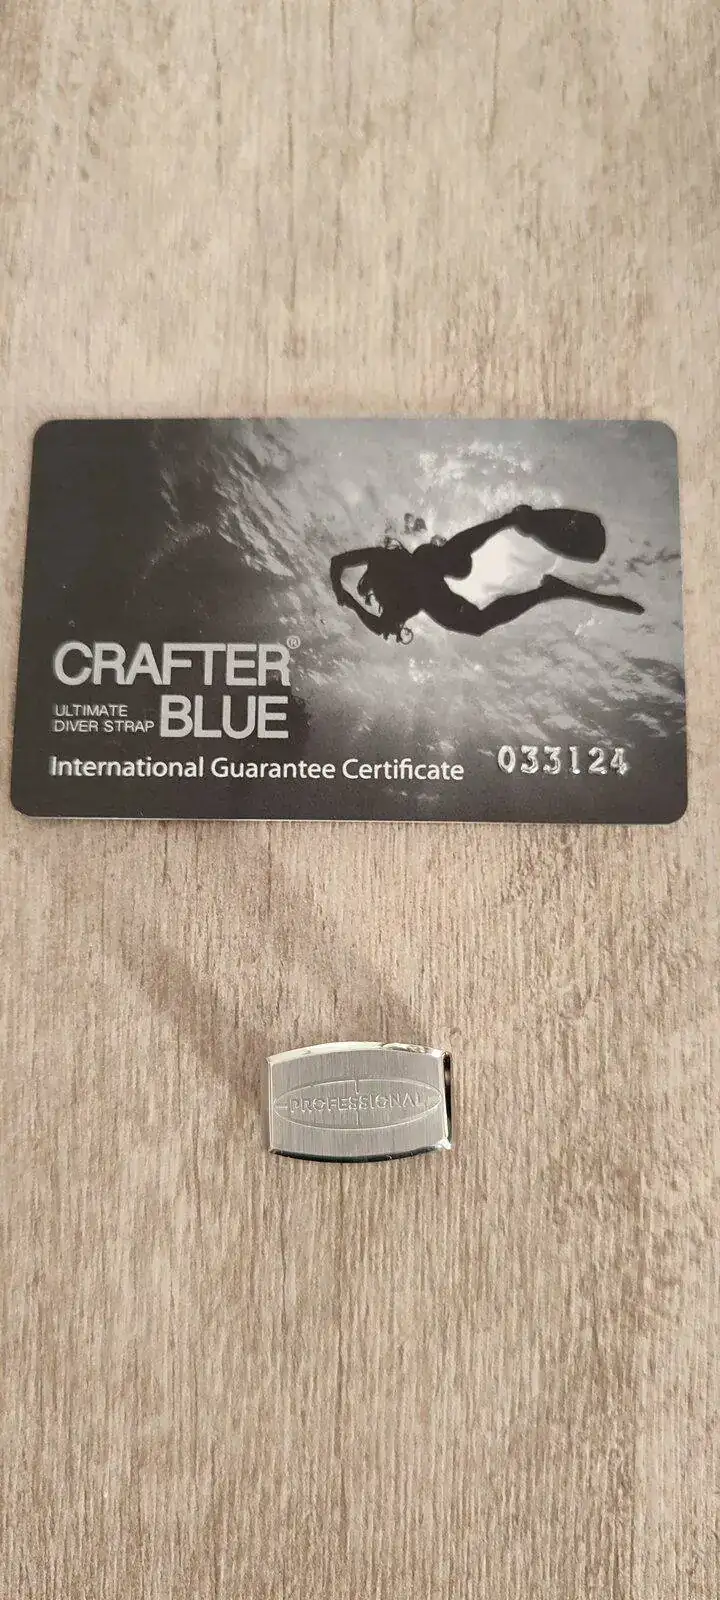 CRAFTER®
ULTIMATE
DIVER STRAP BLUE
International Guarantee Certificate 033124
PROFESSIONAL